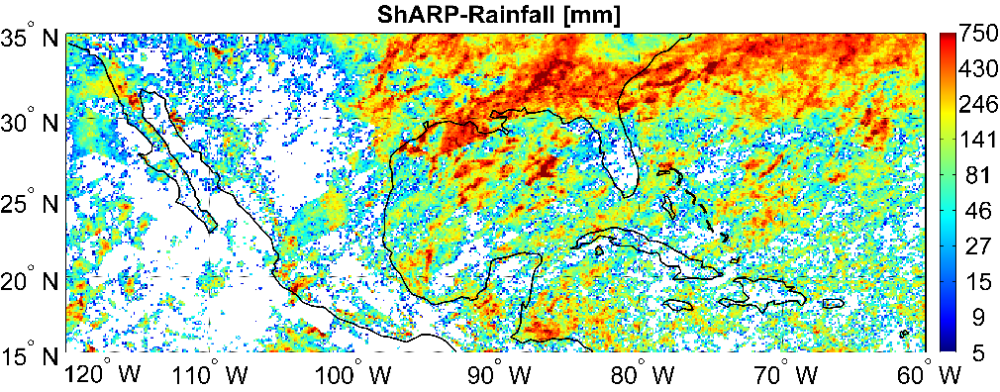 ShARP-Rainfall [mm]
35° N
30° N
25° N
20° N
15° N
120° W 110° W 100° W 90° W 80° W 70° W 60° W
750
430
246
141
81
46
27
15
9
5